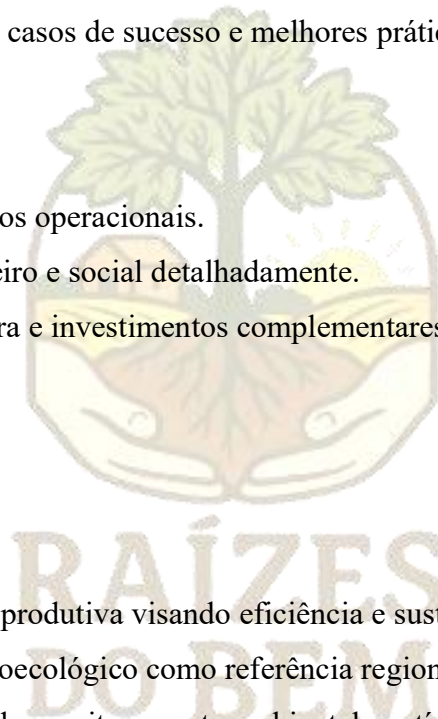 casos de sucesso e melhores prátic
os operacionais.
eiro e social detalhadamente.
ra e investimentos complementares
RAÍZES
produtiva visando eficiência e sust
oecológico como referência region
DO BEM